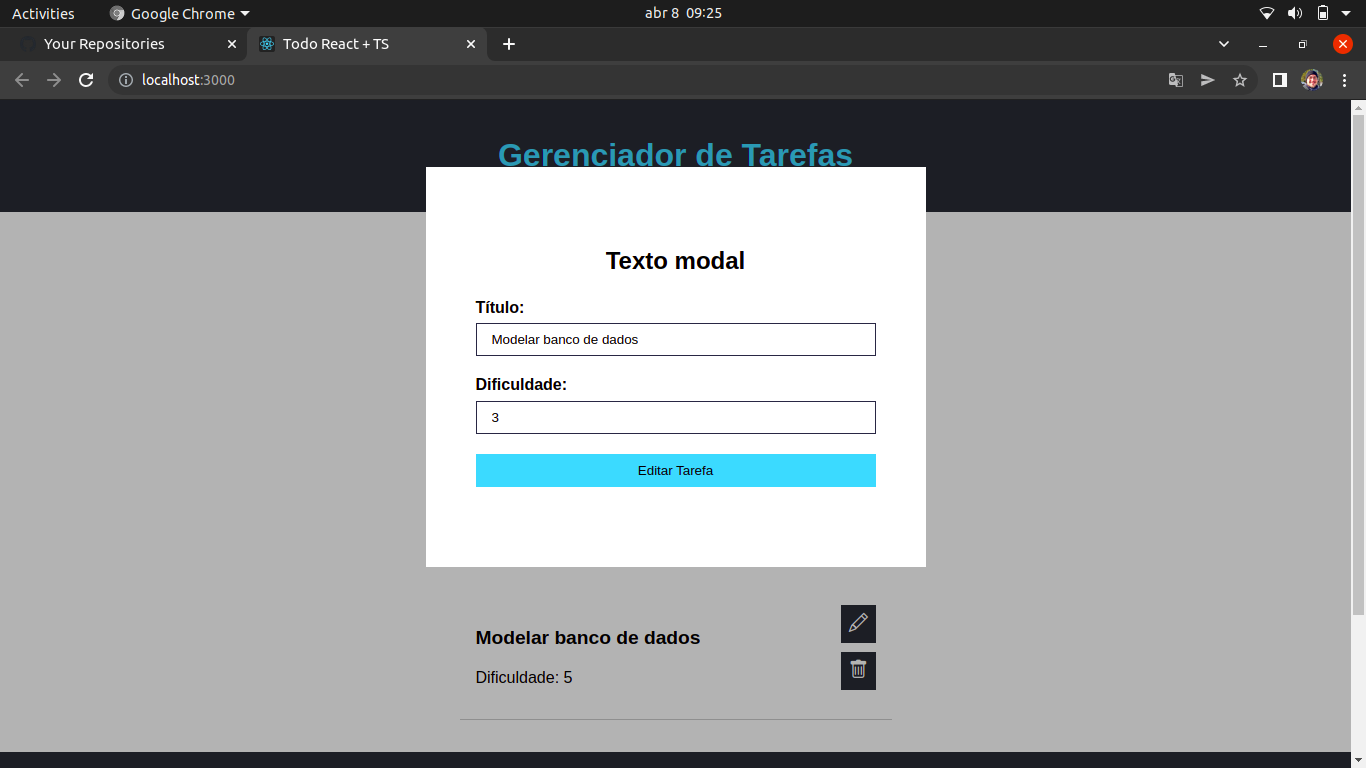 Activities
Google Chrome
abr 8 09:25
Your Repositories
Todo React + TS
localhost:3000
Gerenciador de Tarefas
Texto modal
Título:
Modelar banco de dados
Dificuldade:
3
Editar Tarefa
Modelar banco de dados
Dificuldade: 5